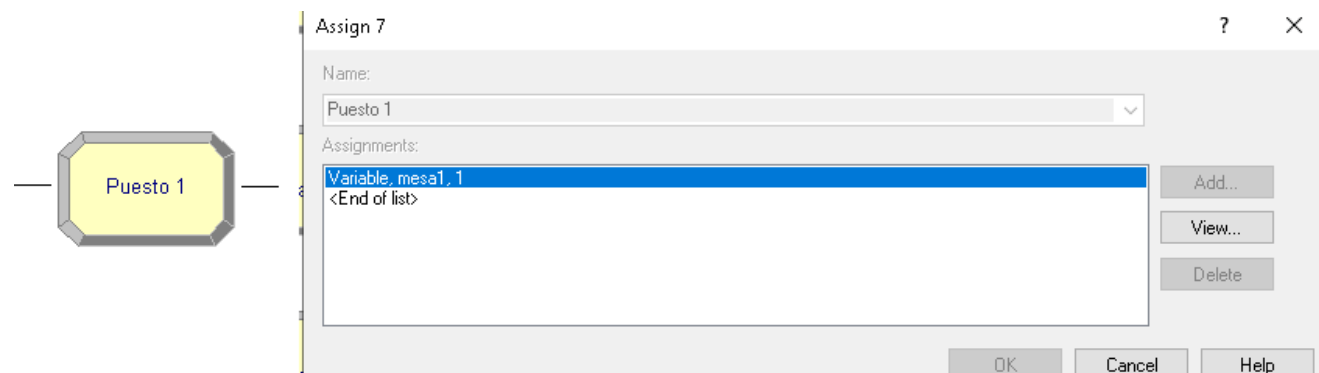 Assign 7
?
Name:
Puesto 1
Puesto 1
Assignments:
Variable, mesa1, 1
<End of list>
Add...
View...
Delete
OK
Cancel
Help